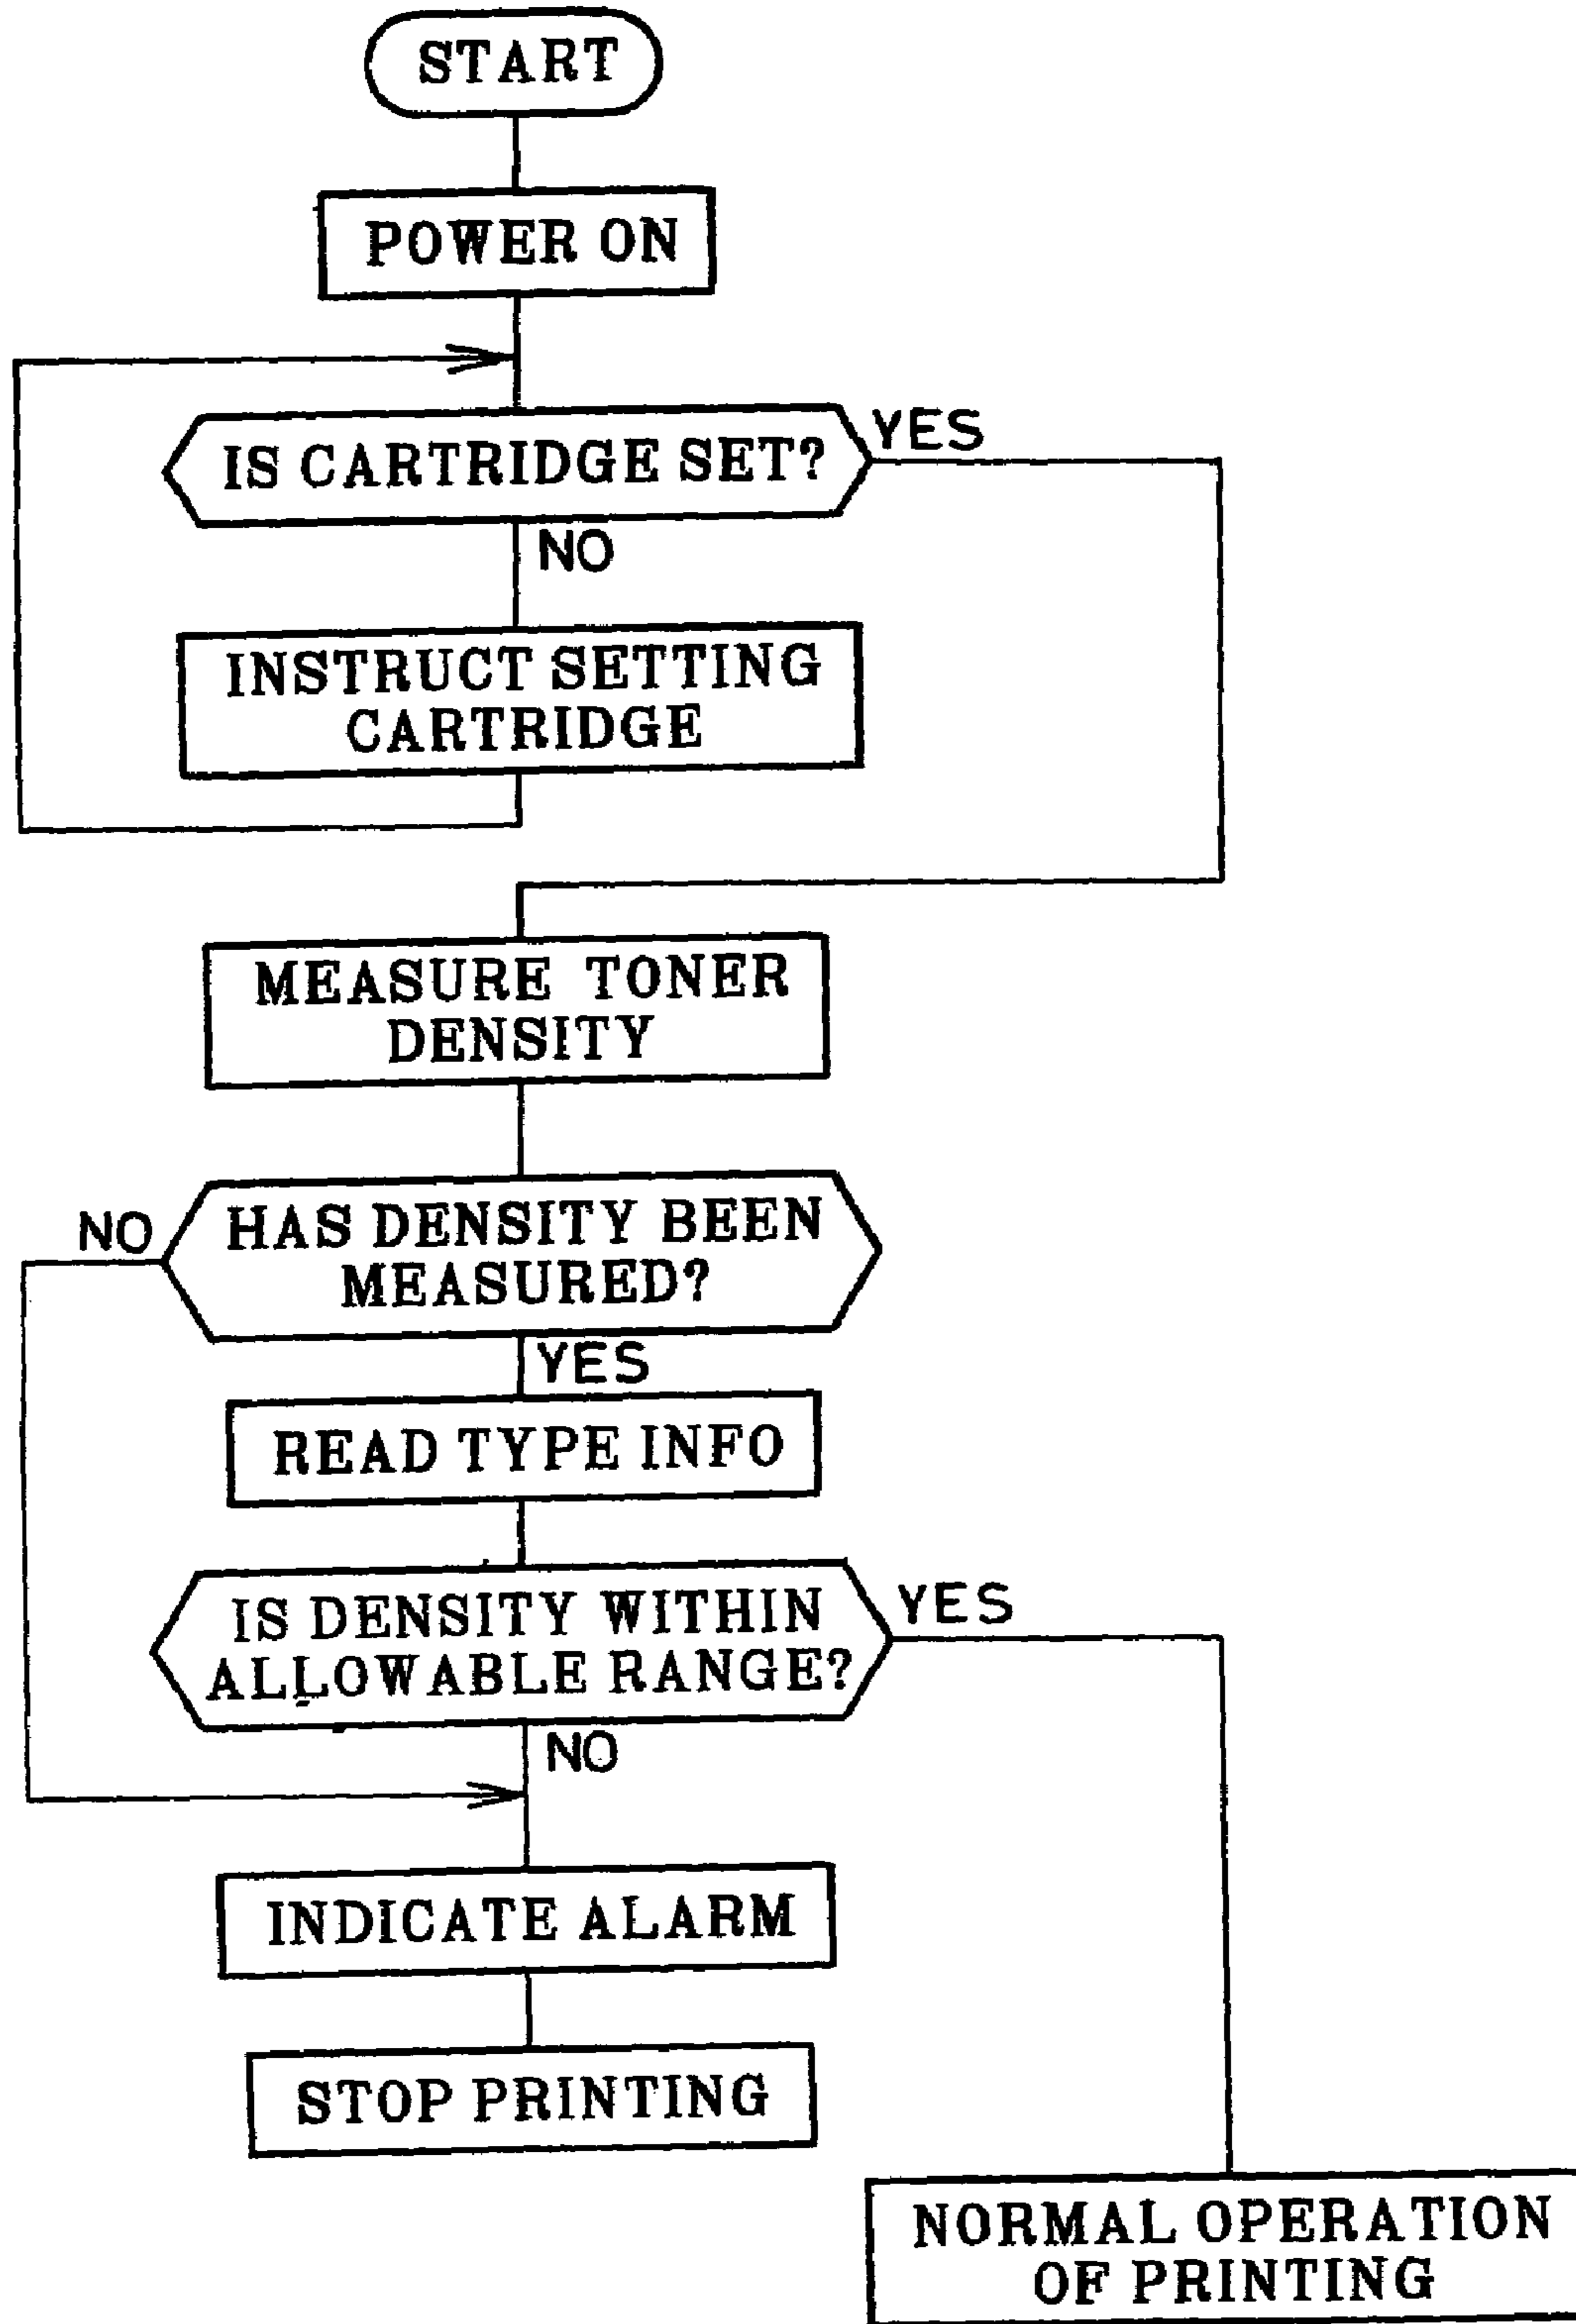 START
POWER ON
IS CARTRIDGE SET?
YES
NO
INSTRUCT SETTING
CARTRIDGE
MEASURE TONER
DENSITY
HAS DENSITY BEEN
MEASURED?
NO
YES
READ TYPE INFO
IS DENSITY WITHIN
ALLOWABLE RANGE?
YES
NO
INDICATE ALARM
STOP PRINTING
NORMAL OPERATION
OF PRINTING